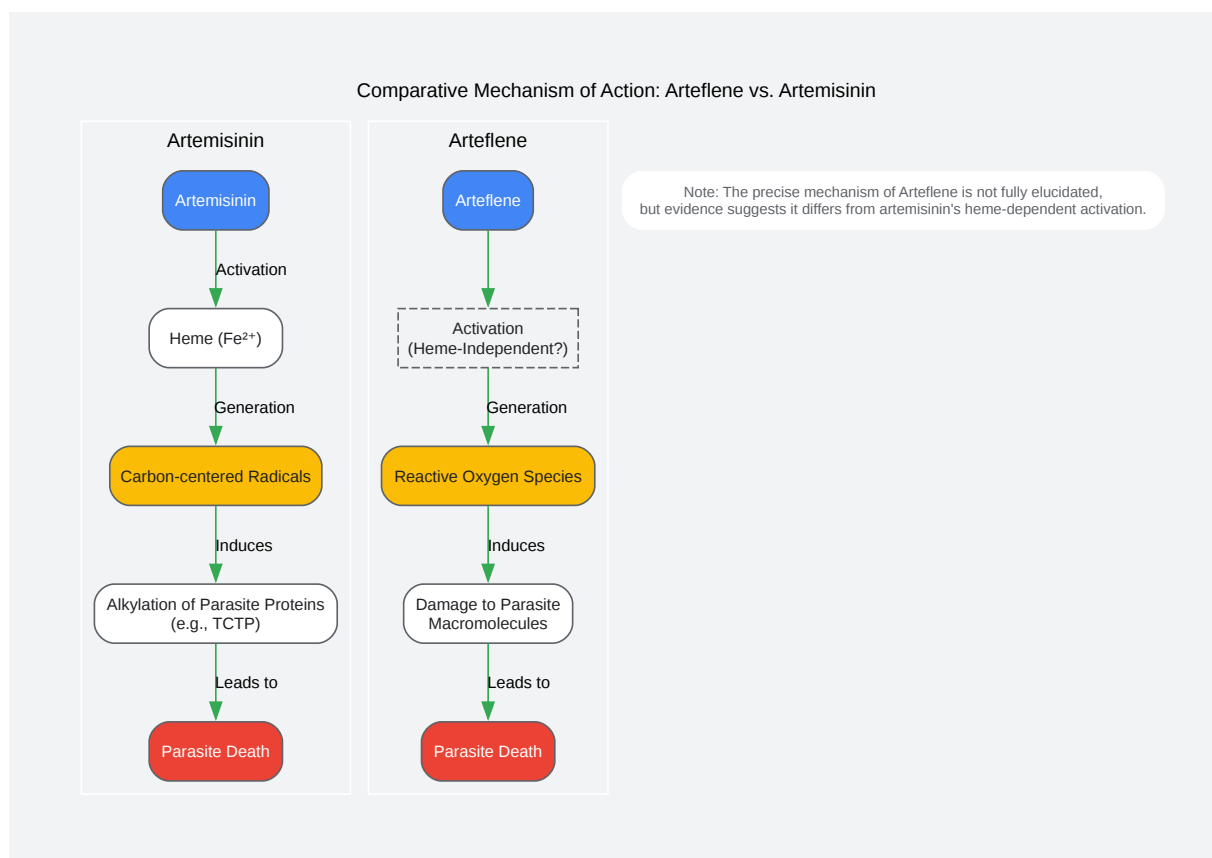 Comparative Mechanism of Action: Arteflene vs. Artemisinin
Artemisinin
Artemisinin
Activation
Heme (Fe²⁺)
Generation
Carbon-centered Radicals
Induces
Alkylation of Parasite Proteins
(e.g., TCTP)
Leads to
Parasite Death
Arteflene
Arteflene
Activation
(Heme-Independent?)
Generation
Reactive Oxygen Species
Induces
Damage to Parasite
Macromolecules
Leads to
Parasite Death
Note: The precise mechanism of Arteflene is not fully elucidated,
but evidence suggests it differs from artemisinin's heme-dependent activation.